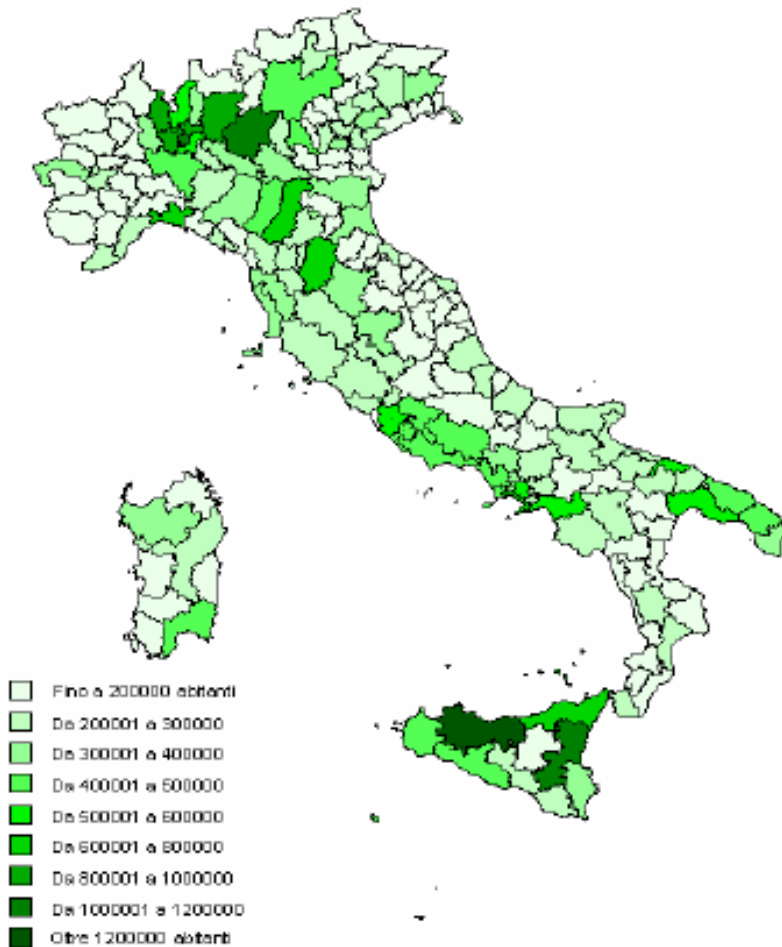 Fino a 200000 abitanti
Da 200001 a 300000
Da 300001 a 400000
Da 400001 a 500000
Da 500001 a 600000
Da 600001 a 800000
Da 800001 a 1000000
Da 1000001 a 1200000
Oltre 1200000 abitanti